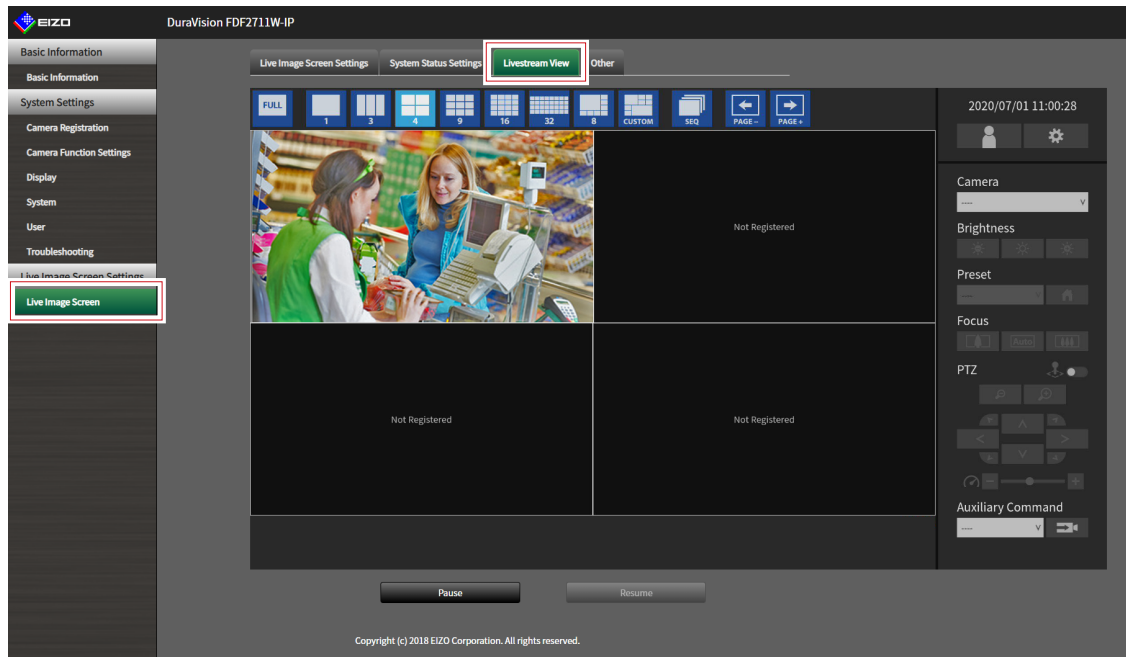 EIZO
DuraVision FDF2711W-IP
Basic Information
Basic Information
System Settings
Camera Registration
Camera Function Settings
Display
System
User
Troubleshooting
Live Image Screen Settings
Live Image Screen
Live Image Screen Settings
System Status Settings
Livestream View
Other
FULL
1
3
4
9
16
32
8
CUSTOM
SEQ
PAGE-
PAGE+
Not Registered
Not Registered
Not Registered
2020/07/01 11:00:28
Camera
----
Brightness
Preset
----
Focus
Auto
PTZ
Auxiliary Command
----
Pause
Resume
Copyright (c) 2018 EIZO Corporation. All rights reserved.